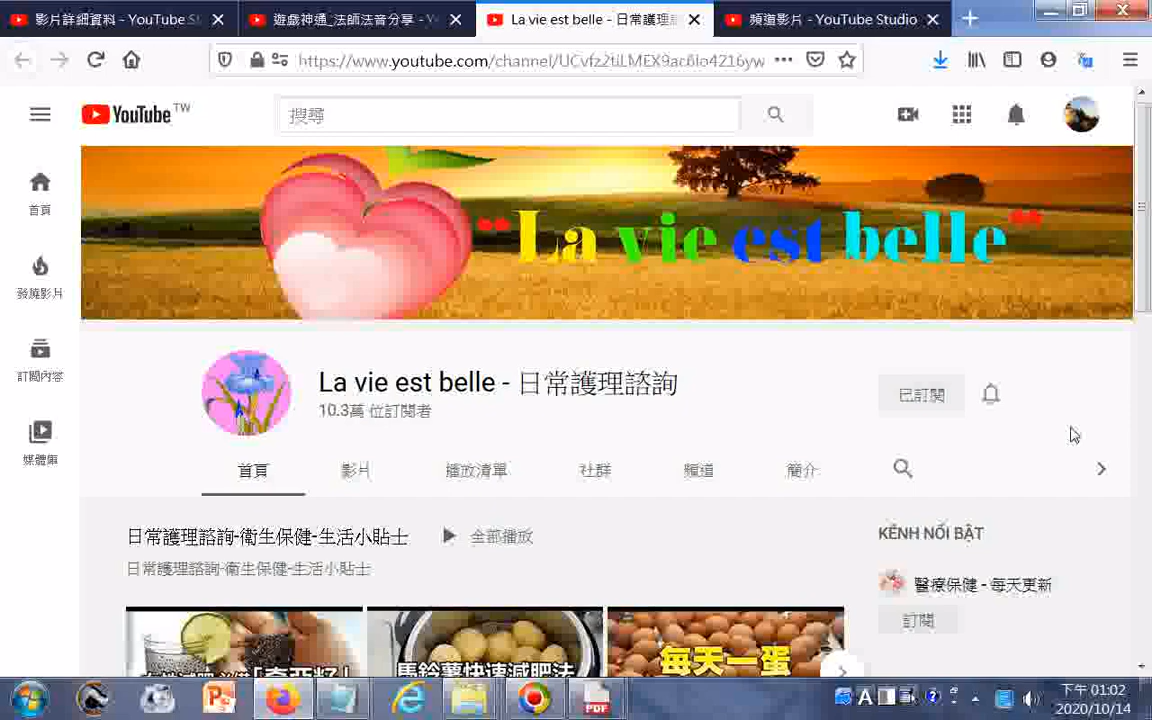 影片詳細資料 - YouTube S
遊戲神通_法師法音分享 - Y
La vie est belle - 日常護理
頻道影片 - YouTube Studio
https://www.youtube.com/channel/
YouTube TW
搜尋
首頁
發燒影片
訂閱內容
媒體庫
"La vie est belle"
La vie est belle - 日常護理諮詢
10.3萬 位訂閱者
已訂閱
首頁
影片
播放清單
社群
頻道
簡介
日常護理諮詢-衛生保健-生活小貼士
全部播放
日常護理諮詢-衛生保健-生活小貼士
KÊNH NỔI BẬT
醫療保健 - 每天更新
訂閱
馬鈴薯快速減肥法
每天一蛋
PDF
A
下午 01:02
2020/10/14